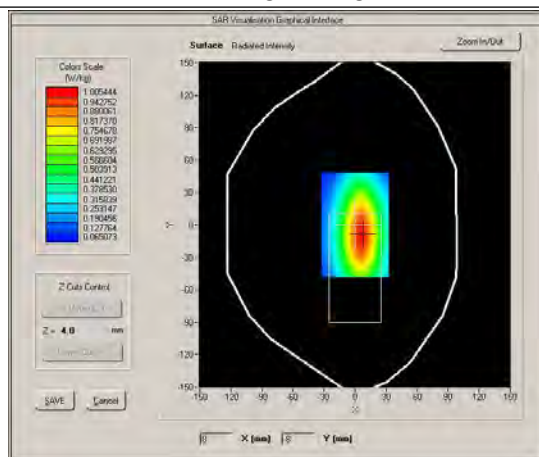 SAR Visualisation Graphical Interface
Surface Radiated Intensity
Zoom In/Out
Colors Scale
(W/kg)
1.005444
0.942752
0.880061
0.817370
0.754678
0.691987
0.629295
0.566604
0.503913
0.441221
0.378530
0.315839
0.253147
0.190456
0.127764
0.065073
150-
120-
90-
60-
30-
0-
-30-
-60-
-90-
-120-
-150-
Y
-150 -120 -90 -60 -30 0 30 60 90 120 150
X
Z Cuts Control
Z = 4.0 mm
SAVE
Cancel
X (mm)
-8 Y (mm)